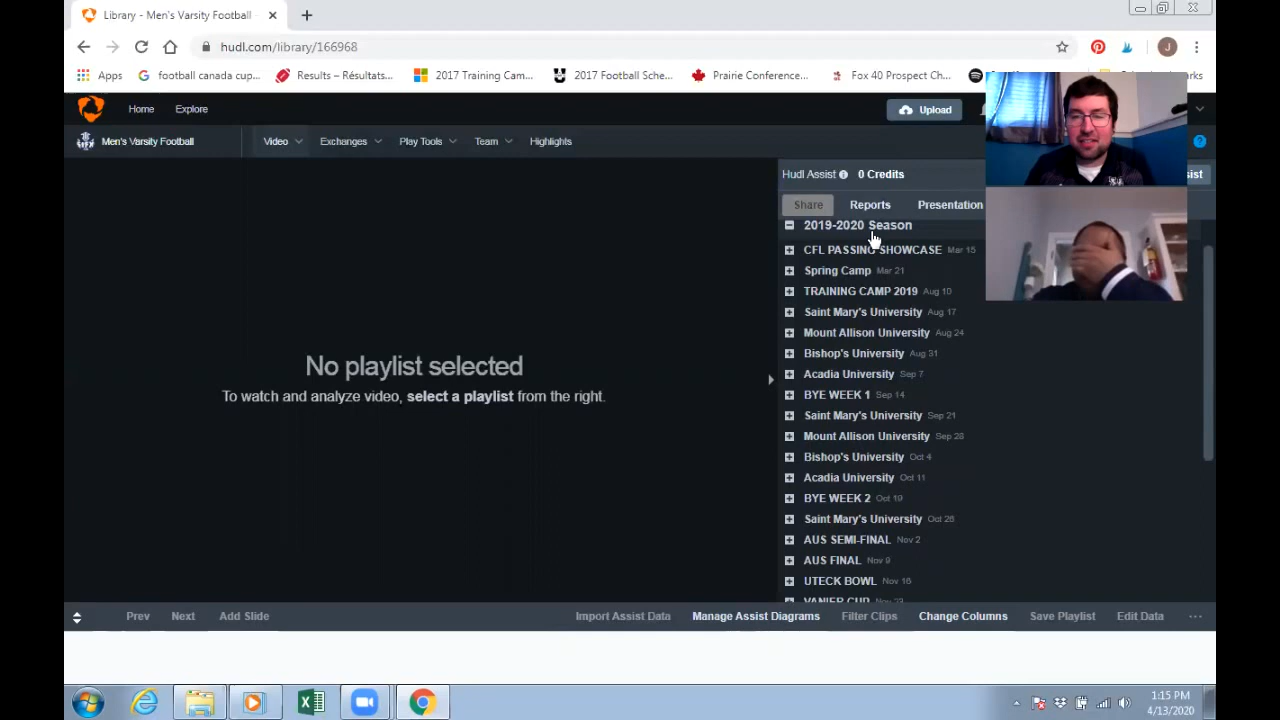 Library - Men's Varsity Football
hudl.com/library/166968
Apps football canada cup... Results – Résultats... 2017 Training Cam... 2017 Football Sche... Prairie Conference... Fox 40 Prospect Ch...
Home Explore Upload
Men's Varsity Football Video Exchanges Play Tools Team Highlights
Hudl Assist 0 Credits
Share Reports Presentation
2019-2020 Season
CFL PASSING SHOWCASE Mar 15
Spring Camp Mar 21
TRAINING CAMP 2019 Aug 10
Saint Mary's University Aug 17
Mount Allison University Aug 24
Bishop's University Aug 31
Acadia University Sep 7
BYE WEEK 1 Sep 14
Saint Mary's University Sep 21
Mount Allison University Sep 28
Bishop's University Oct 4
Acadia University Oct 11
BYE WEEK 2 Oct 19
Saint Mary's University Oct 26
AUS SEMI-FINAL Nov 2
AUS FINAL Nov 9
UTECK BOWL Nov 16
VANIER CUP Nov 23
No playlist selected
To watch and analyze video, select a playlist from the right.
Prev Next Add Slide Import Assist Data Manage Assist Diagrams Filter Clips Change Columns Save Playlist Edit Data ...
1:15 PM
4/13/2020